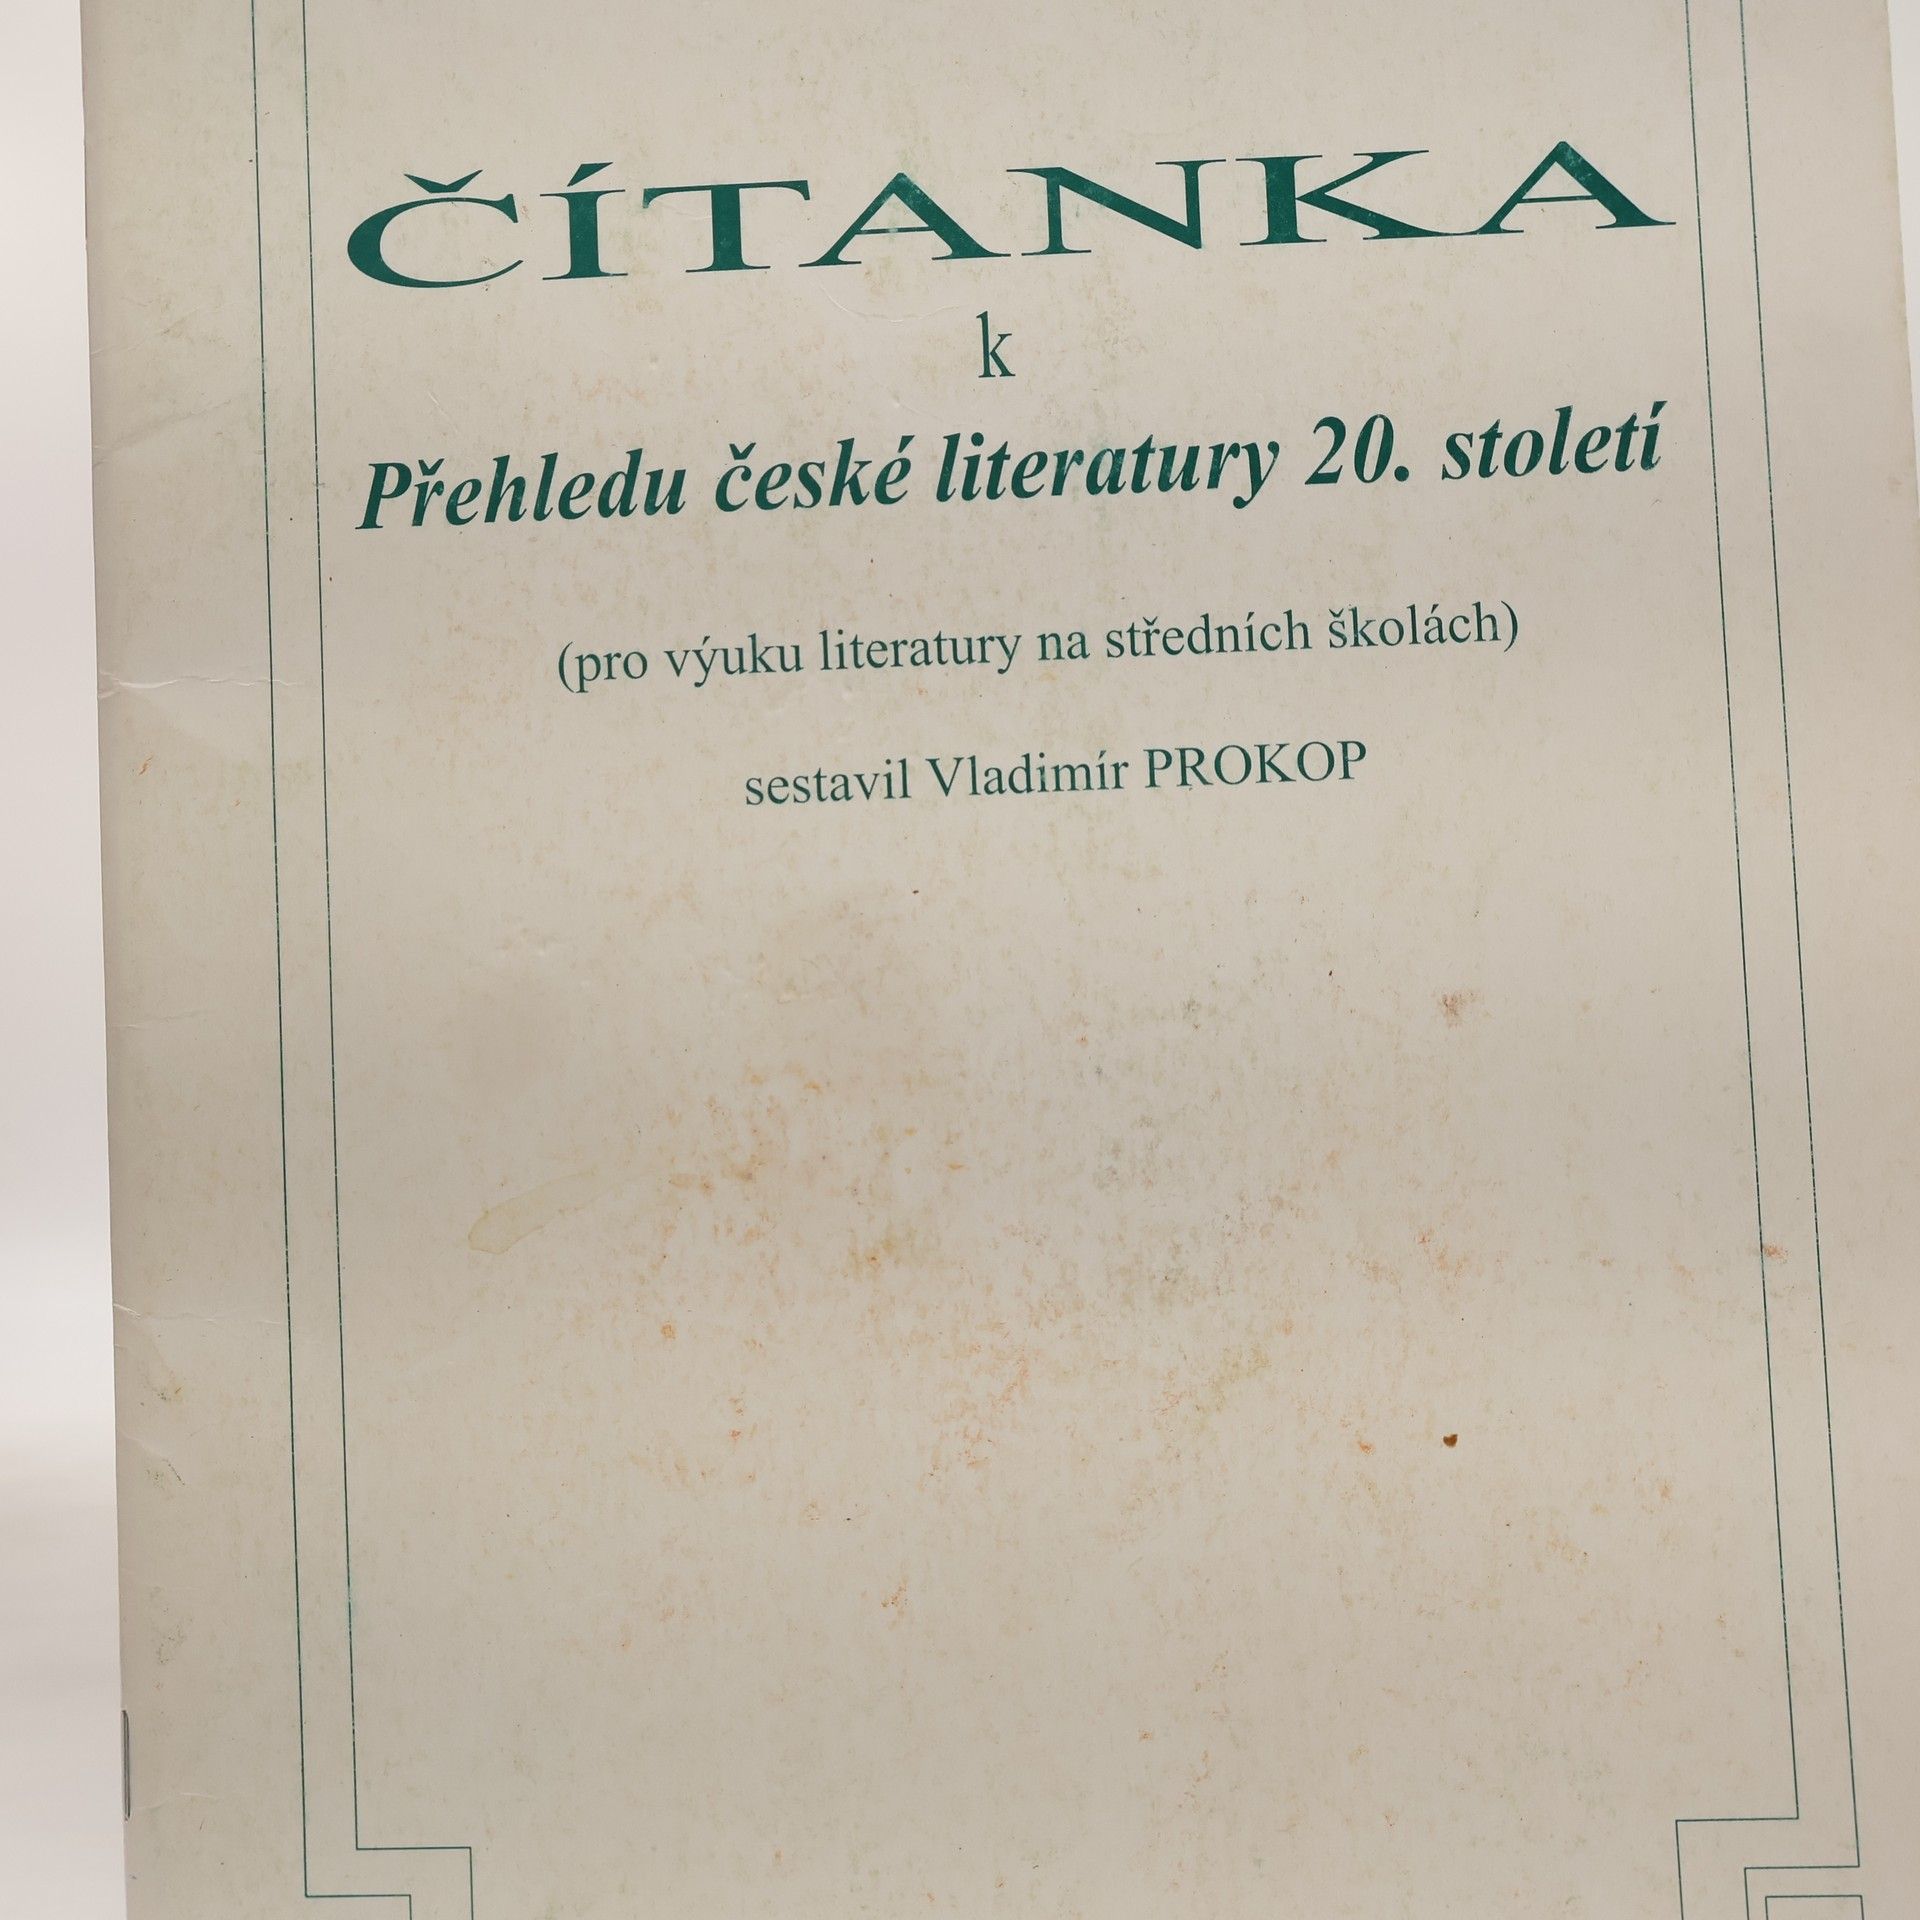 ČÍTANKA
k
Přehledu české literatury 20. století
(pro výuku literatury na středních školách)
sestavil Vladimír PROKOP